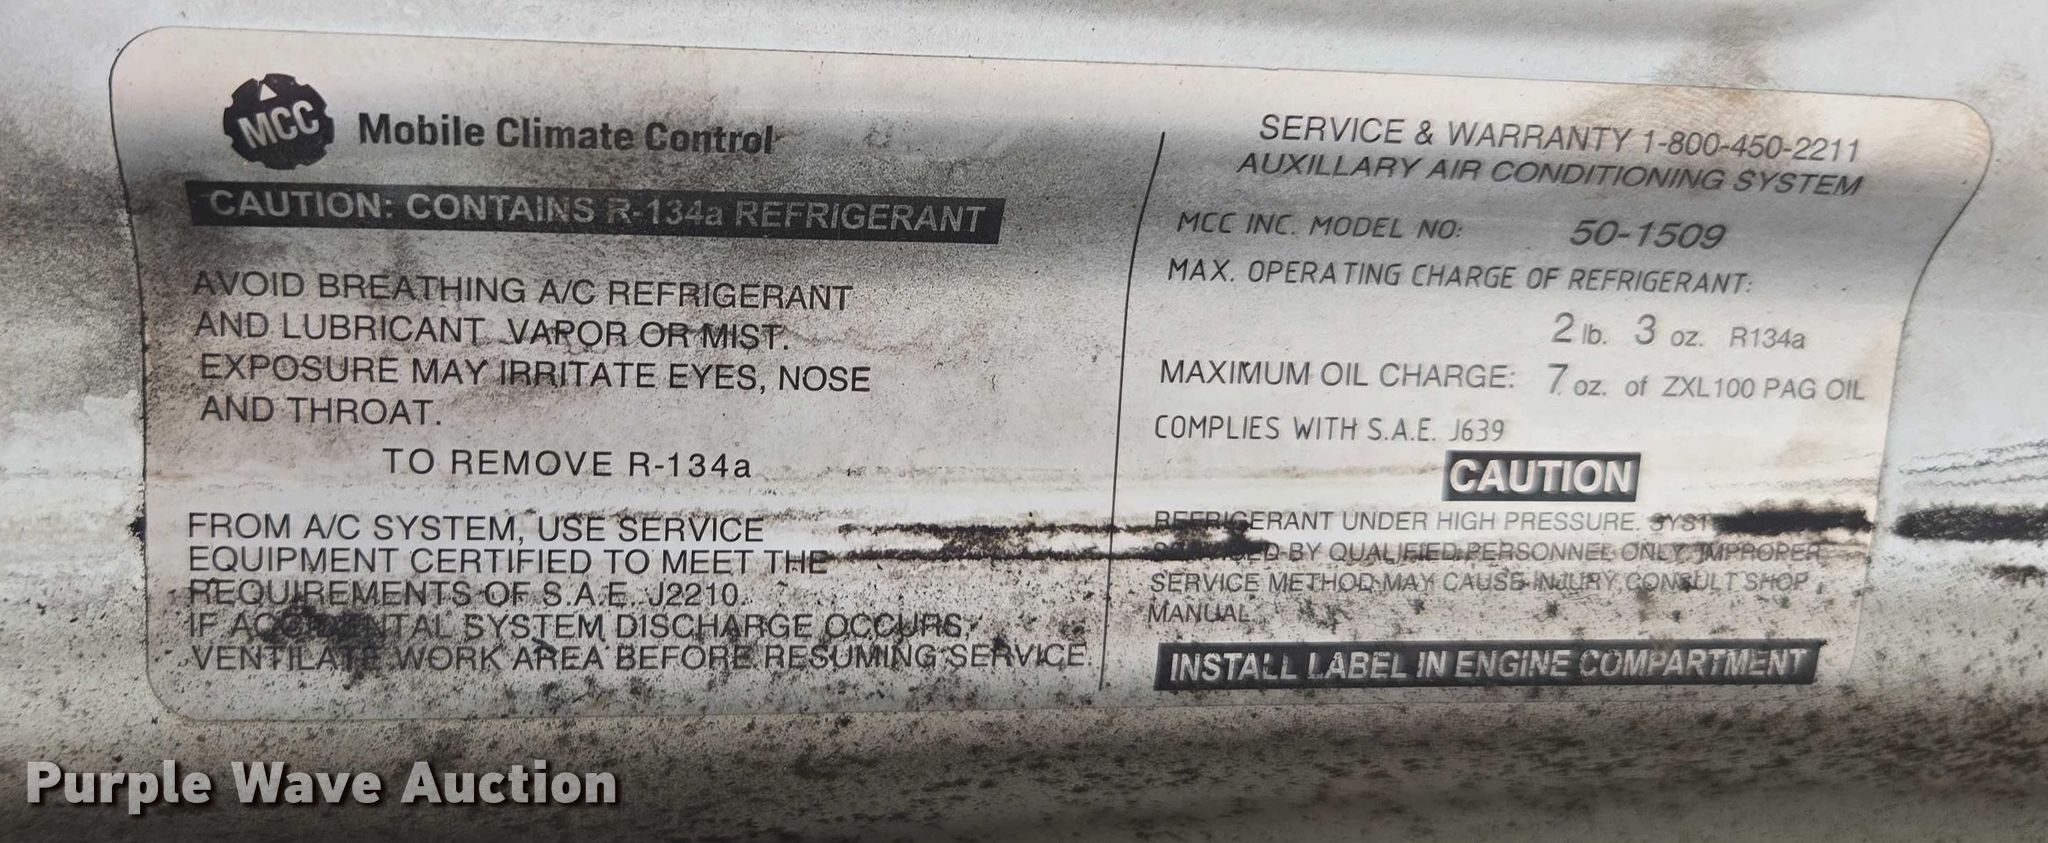 MCC Mobile Climate Control
CAUTION: CONTAINS R-134a REFRIGERANT
AVOID BREATHING A/C REFRIGERANT
AND LUBRICANT VAPOR OR MIST.
EXPOSURE MAY IRRITATE EYES, NOSE
AND THROAT.
TO REMOVE R-134a
FROM A/C SYSTEM, USE SERVICE
EQUIPMENT CERTIFIED TO MEET THE
REQUIREMENTS OF S.A.E. J2210.
IF ACCIDENTAL SYSTEM DISCHARGE OCCURS,
VENTILATE WORK AREA BEFORE RESUMING SERVICE.
SERVICE & WARRANTY 1-800-450-2211
AUXILLARY AIR CONDITIONING SYSTEM
MCC INC. MODEL NO: 50-1509
MAX. OPERATING CHARGE OF REFRIGERANT:
2 lb. 3 oz. R134a
MAXIMUM OIL CHARGE: 7 oz. of ZXL100 PAG OIL
COMPLIES WITH S.A.E. J639
CAUTION
REFRIGERANT UNDER HIGH PRESSURE.
BY QUALIFIED PERSONNEL ONLY. IMPROPER
SERVICE METHOD MAY CAUSE INJURY, CONSULT SHOP
MANUAL
INSTALL LABEL IN ENGINE COMPARTMENT
Purple Wave Auction